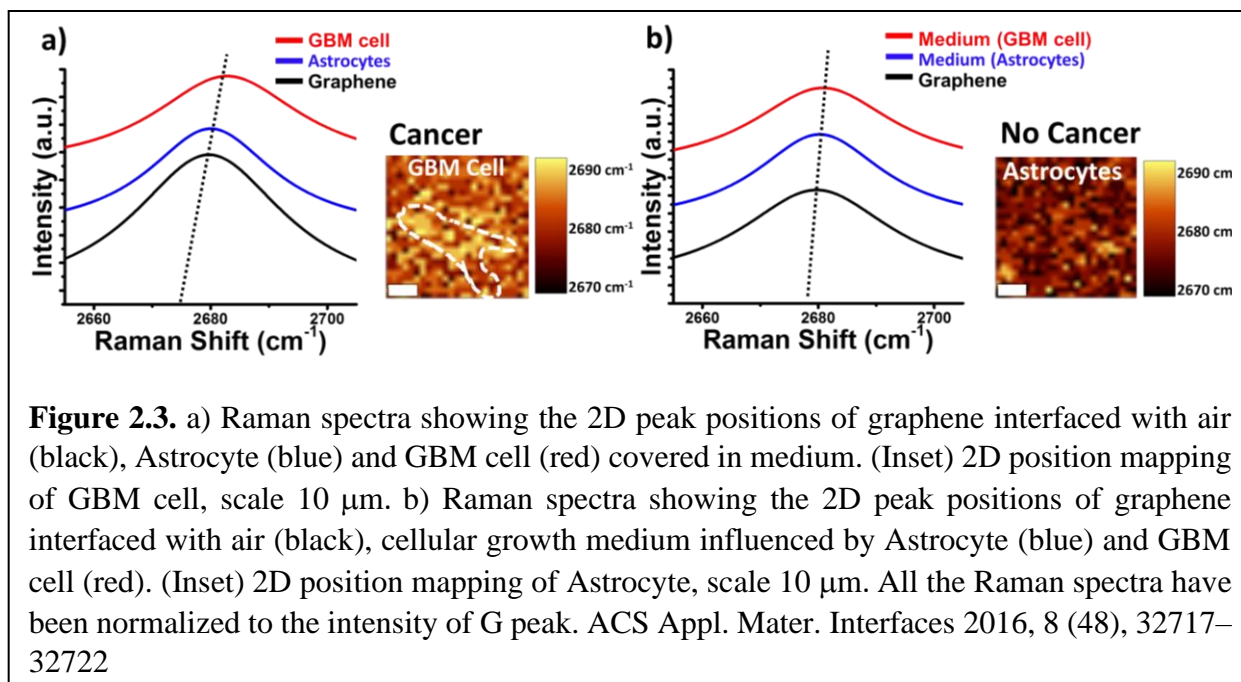 a)
GBM cell
Astrocytes
Graphene
Intensity (a.u.)
2660
2680
2700
Raman Shift (cm⁻¹)
Cancer
GBM Cell
2690 cm⁻¹
2680 cm⁻¹
2670 cm⁻¹
b)
Medium (GBM cell)
Medium (Astrocytes)
Graphene
Intensity (a.u.)
2660
2680
2700
Raman Shift (cm⁻¹)
No Cancer
Astrocytes
2690 cm
2680 cm
2670 cm
Figure 2.3. a) Raman spectra showing the 2D peak positions of graphene interfaced with air
(black), Astrocyte (blue) and GBM cell (red) covered in medium. (Inset) 2D position mapping
of GBM cell, scale 10 μm. b) Raman spectra showing the 2D peak positions of graphene
interfaced with air (black), cellular growth medium influenced by Astrocyte (blue) and GBM
cell (red). (Inset) 2D position mapping of Astrocyte, scale 10 μm. All the Raman spectra have
been normalized to the intensity of G peak. ACS Appl. Mater. Interfaces 2016, 8 (48), 32717–
32722